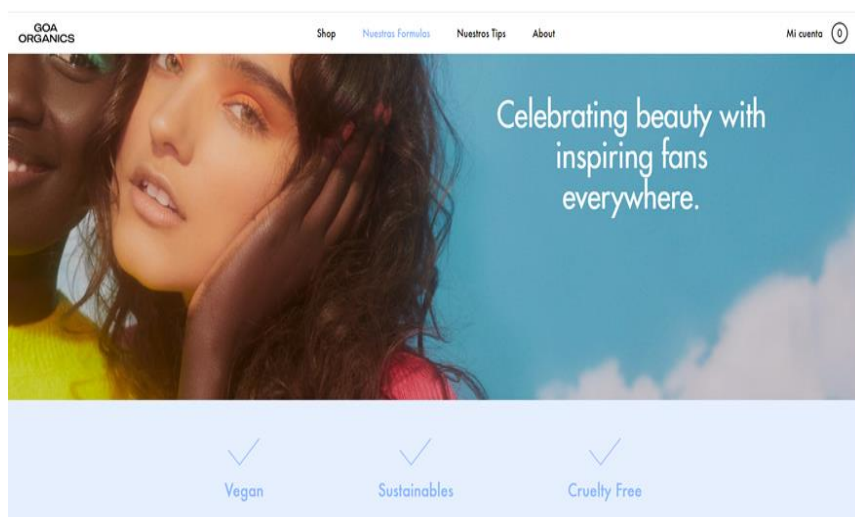 GOA
ORGANICS
Shop Nuestras Formulas Nuestros Tips About
Mi cuenta 0
Celebrating beauty with
inspiring fans
everywhere.
Vegan Sustainables Cruelty Free